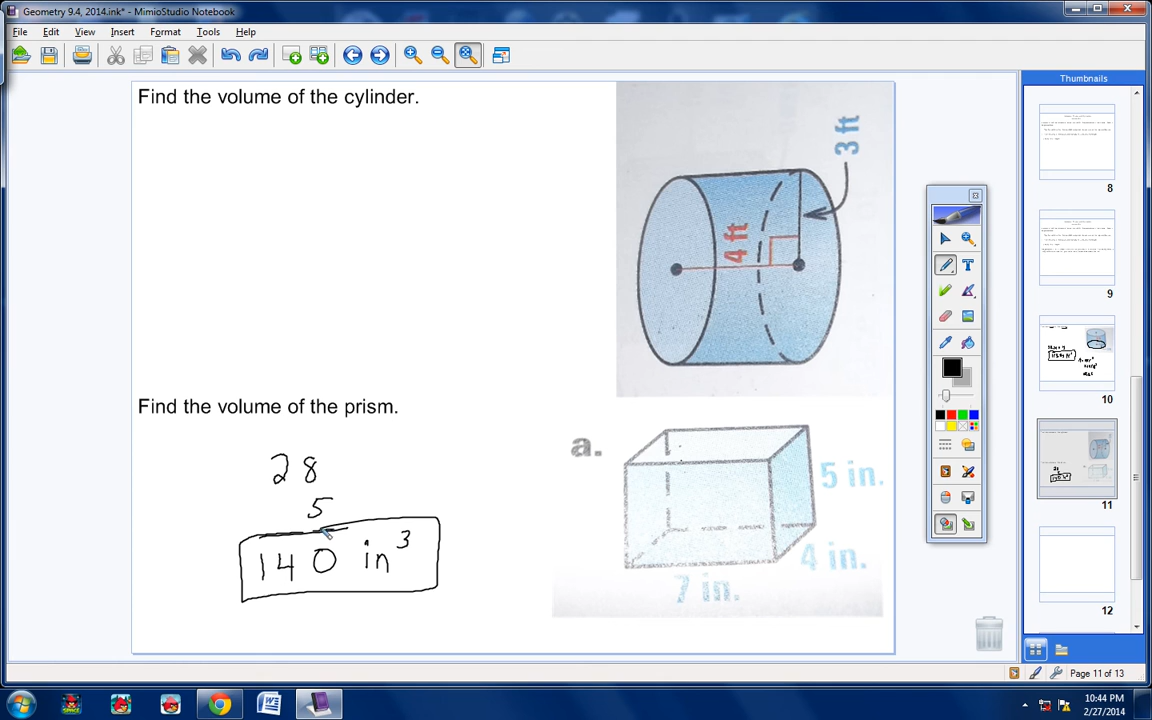 Geometry 9.4, 2014.ink* - MimioStudio Notebook
File Edit View Insert Format Tools Help
Find the volume of the cylinder.
3 ft
4 ft
Find the volume of the prism.
28
5
140 in³
a.
5 in.
4 in.
7 in.
Thumbnails
8
9
10
11
12
Page 11 of 13
10:44 PM
2/27/2014